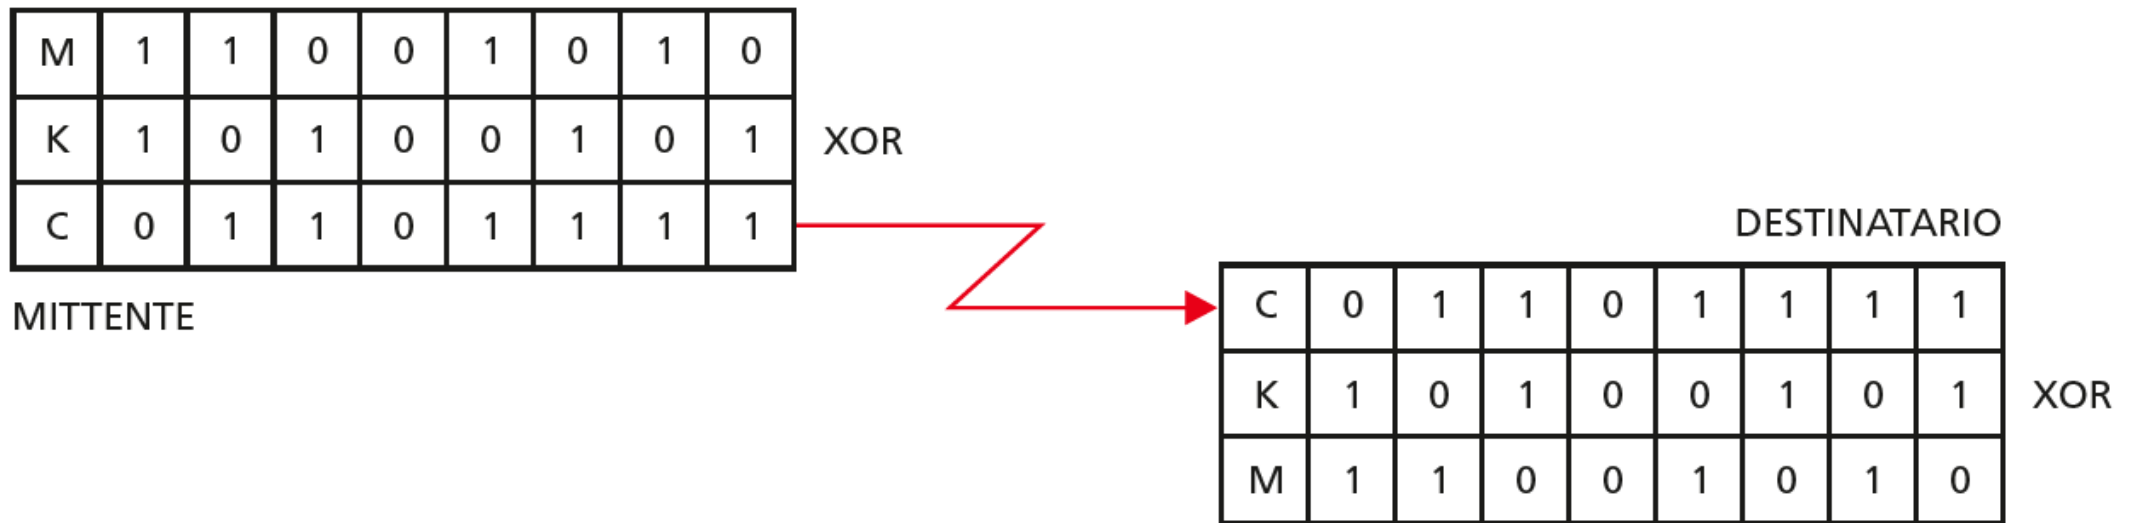 M 1 1 0 0 1 0 1 0
K 1 0 1 0 0 1 0 1 XOR
C 0 1 1 0 1 1 1 1
MITTENTE
DESTINATARIO
C 0 1 1 0 1 1 1 1
K 1 0 1 0 0 1 0 1 XOR
M 1 1 0 0 1 0 1 0